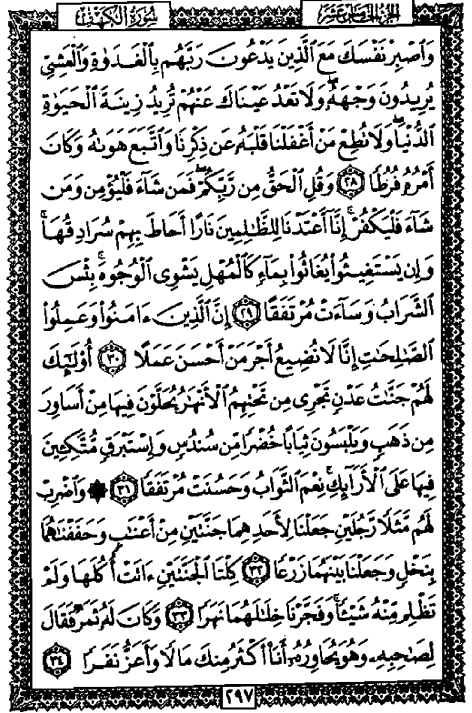 سُورَةُ الكَهْفِ
الجزء الخامس عشر
وَٱصْبِرْ نَفْسَكَ مَعَ ٱلَّذِينَ يَدْعُونَ رَبَّهُم بِٱلْغَدَوٰةِ وَٱلْعَشِىِّ
يُرِيدُونَ وَجْهَهُۥ ۖ وَلَا تَعْدُ عَيْنَاكَ عَنْهُمْ تُرِيدُ زِينَةَ ٱلْحَيَوٰةِ
ٱلدُّنْيَا ۖ وَلَا تُطِعْ مَنْ أَغْفَلْنَا قَلْبَهُۥ عَن ذِكْرِنَا وَٱتَّبَعَ هَوَىٰهُ وَكَانَ
أَمْرُهُۥ فُرُطًا ٢٨ وَقُلِ ٱلْحَقُّ مِن رَّبِّكُمْ ۖ فَمَن شَآءَ فَلْيُؤْمِن وَمَن
شَآءَ فَلْيَكْفُرْ ۚ إِنَّآ أَعْتَدْنَا لِلظَّـٰلِمِينَ نَارًا أَحَاطَ بِهِمْ سُرَادِقُهَا ۚ
وَإِن يَسْتَغِيثُوا۟ يُغَاثُوا۟ بِمَآءٍ كَٱلْمُهْلِ يَشْوِى ٱلْوُجُوهَ ۚ بِئْسَ
ٱلشَّرَابُ وَسَآءَتْ مُرْتَفَقًا ٢٩ إِنَّ ٱلَّذِينَ ءَامَنُوا۟ وَعَمِلُوا۟
ٱلصَّـٰلِحَـٰتِ إِنَّا لَا نُضِيعُ أَجْرَ مَنْ أَحْسَنَ عَمَلًا ٣٠ أُو۟لَـٰٓئِكَ
لَهُمْ جَنَّـٰتُ عَدْنٍ تَجْرِى مِن تَحْتِهِمُ ٱلْأَنْهَـٰرُ يُحَلَّوْنَ فِيهَا مِنْ أَسَاوِرَ
مِن ذَهَبٍ وَيَلْبَسُونَ ثِيَابًا خُضْرًا مِّن سُندُسٍ وَإِسْتَبْرَقٍ مُّتَّكِـِٔينَ
فِيهَا عَلَى ٱلْأَرَآئِكِ ۚ نِعْمَ ٱلثَّوَابُ وَحَسُنَتْ مُرْتَفَقًا ٣١ ۞ وَٱضْرِبْ
لَهُم مَّثَلًا رَّجُلَيْنِ جَعَلْنَا لِأَحَدِهِمَا جَنَّتَيْنِ مِنْ أَعْنَـٰبٍ وَحَفَفْنَـٰهُمَا
بِنَخْلٍ وَجَعَلْنَا بَيْنَهُمَا زَرْعًا ٣٢ كِلْتَا ٱلْجَنَّتَيْنِ ءَاتَتْ أُكُلَهَا وَلَمْ
تَظْلِم مِّنْهُ شَيْـًٔا ۚ وَفَجَّرْنَا خِلَـٰلَهُمَا نَهَرًا ٣٣ وَكَانَ لَهُۥ ثَمَرٌ فَقَالَ
لِصَـٰحِبِهِۦ وَهُوَ يُحَاوِرُهُۥٓ أَنَا۠ أَكْثَرُ مِنكَ مَالًا وَأَعَزُّ نَفَرًا ٣٤
٢٩٧